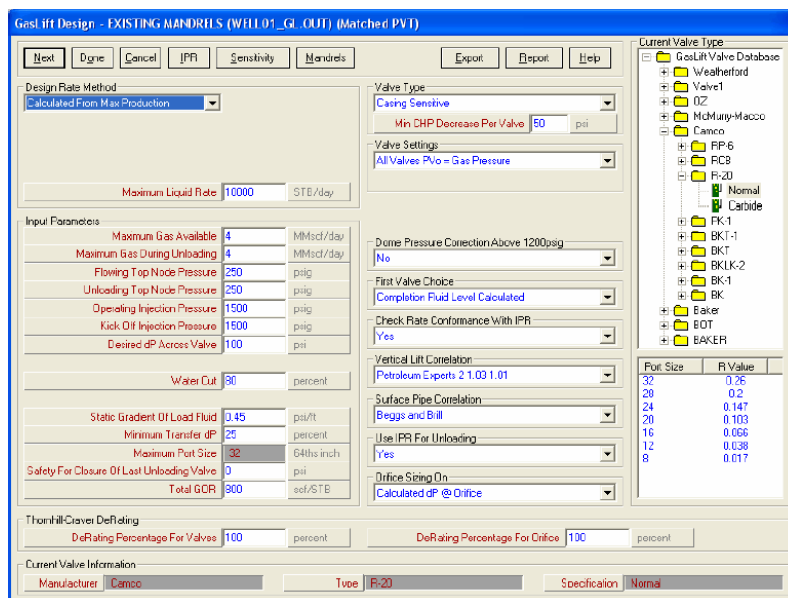 GasLift Design - EXISTING MANDRELS (WELL01_GL.OUT) (Matched PVT)
Next Done Cancel IPR Sensitivity Mandrels Export Report Help
Design Rate Method
Calculated From Max Production
Maximum Liquid Rate 10000 STB/day
Input Parameters
Maximum Gas Available 4 MMscf/day
Maximum Gas During Unloading 4 MMscf/day
Flowing Top Node Pressure 250 psig
Unloading Top Node Pressure 250 psig
Operating Injection Pressure 1500 psig
Kick Off Injection Pressure 1500 psig
Desired dP Across Valve 100 psi
Water Cut 80 percent
Static Gradient Of Load Fluid 0.45 psi/ft
Minimum Transfer dP 25 percent
Maximum Port Size 32 64ths inch
Safety For Closure Of Last Unloading Valve 0 psi
Total GOR 800 scf/STB
Valve Type
Casing Sensitive
Min CHP Decrease Per Valve 50 psi
Valve Settings
All Valves PVo = Gas Pressure
Dome Pressure Correction Above 1200psig
No
First Valve Choice
Completion Fluid Level Calculated
Check Rate Conformance With IPR
Yes
Vertical Lift Correlation
Petroleum Experts 2 1.03 1.01
Surface Pipe Correlation
Beggs and Brill
Use IPR For Unloading
Yes
Orifice Sizing On
Calculated dP @ Orifice
Current Valve Type
GasLift Valve Database
Weatherford
Valve1
OZ
McMurry-Macco
Camco
RP-6
RCB
R-20
Normal
Carbide
PK-1
BKT-1
BKT
BKLK-2
BK-1
BK
Baker
BOT
BAKER
Port Size R Value
32 0.26
28 0.2
24 0.147
20 0.103
16 0.066
12 0.038
8 0.017
Thornhill-Craver DeRating
DeRating Percentage For Valves 100 percent DeRating Percentage For Orifice 100 percent
Current Valve Information
Manufacturer Camco Type R-20 Specification Normal